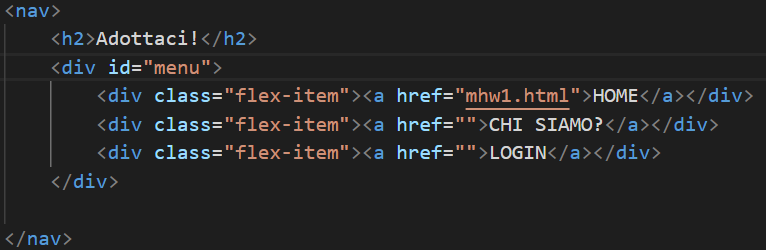 <nav>
    <h2>Adottaci!</h2>
    <div id="menu">
        <div class="flex-item"><a href="mhw1.html">HOME</a></div>
        <div class="flex-item"><a href="">CHI SIAMO?</a></div>
        <div class="flex-item"><a href="">LOGIN</a></div>
    </div>
</nav>